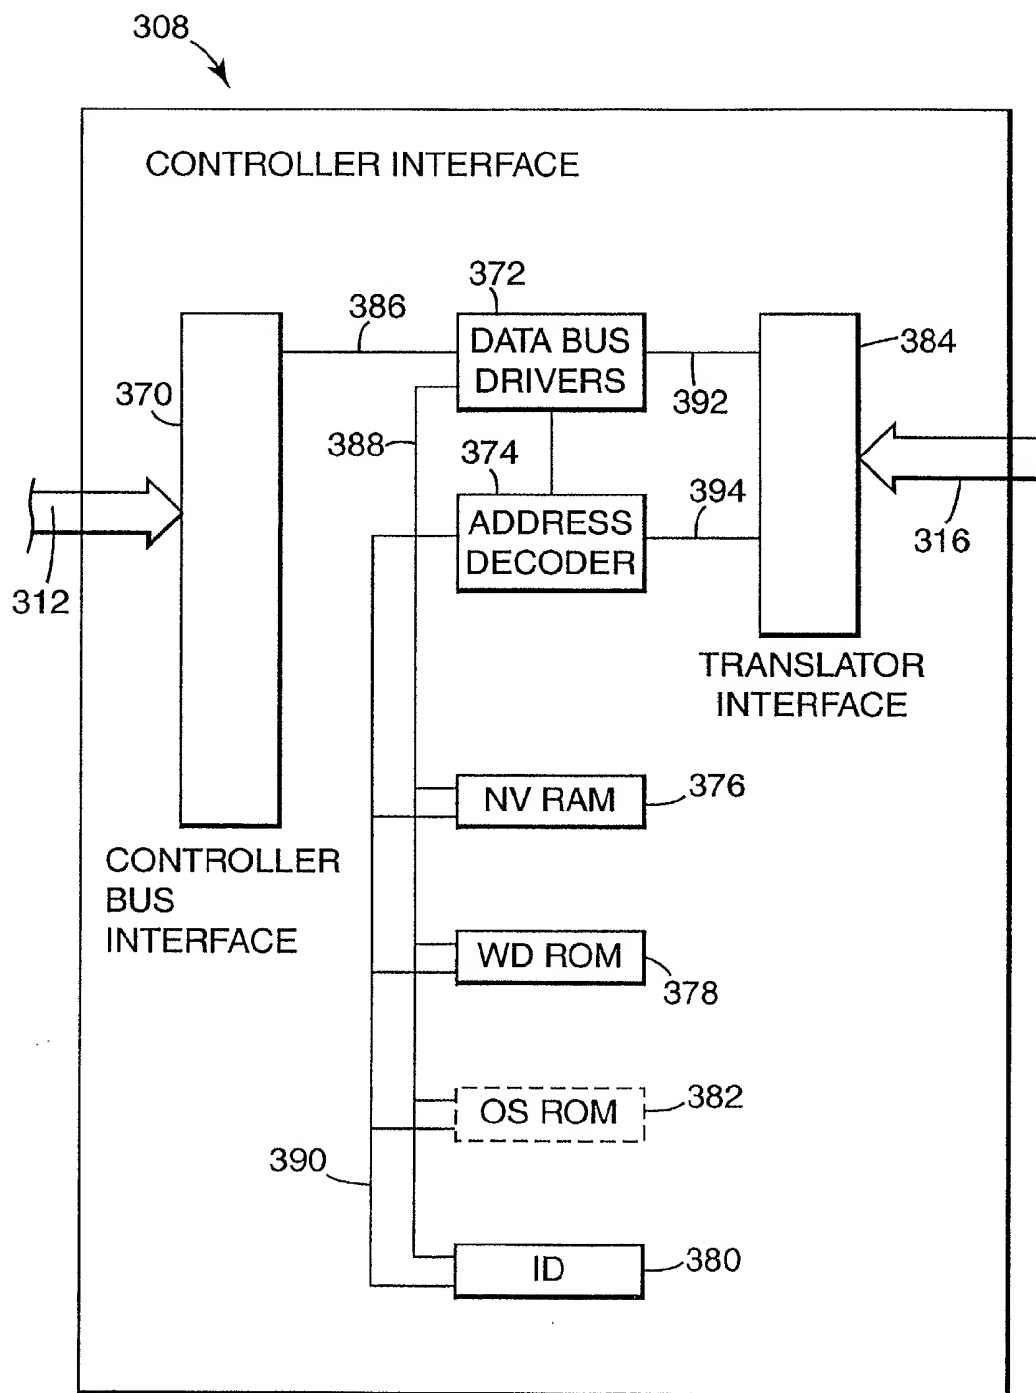 308
CONTROLLER INTERFACE
372
386
DATA BUS
DRIVERS
384
370
392
388
374
394
ADDRESS
DECODER
316
312
TRANSLATOR
INTERFACE
NV RAM
376
CONTROLLER
BUS
INTERFACE
WD ROM
378
OS ROM
382
390
ID
380